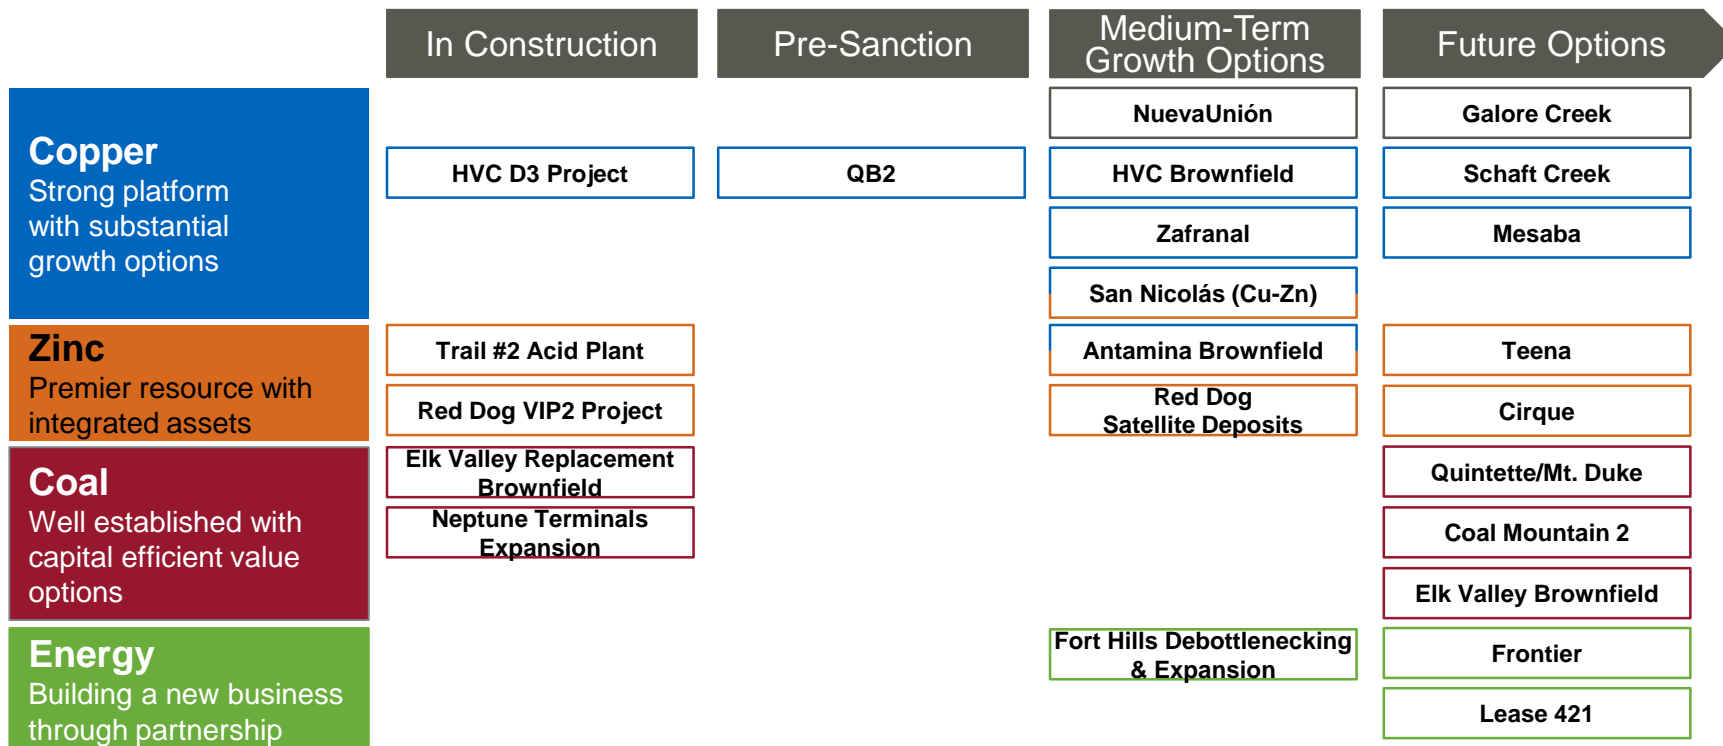 In Construction
Pre-Sanction
Medium-Term
Growth Options
Future Options
Copper
Strong platform
with substantial
growth options
HVC D3 Project
QB2
NuevaUnión
HVC Brownfield
Zafranal
San Nicolás (Cu-Zn)
Galore Creek
Schaft Creek
Mesaba
Zinc
Premier resource with
integrated assets
Trail #2 Acid Plant
Red Dog VIP2 Project
Antamina Brownfield
Red Dog
Satellite Deposits
Teena
Cirque
Coal
Well established with
capital efficient value
options
Elk Valley Replacement
Brownfield
Neptune Terminals
Expansion
Quintette/Mt. Duke
Coal Mountain 2
Elk Valley Brownfield
Energy
Building a new business
through partnership
Fort Hills Debottlenecking
& Expansion
Frontier
Lease 421